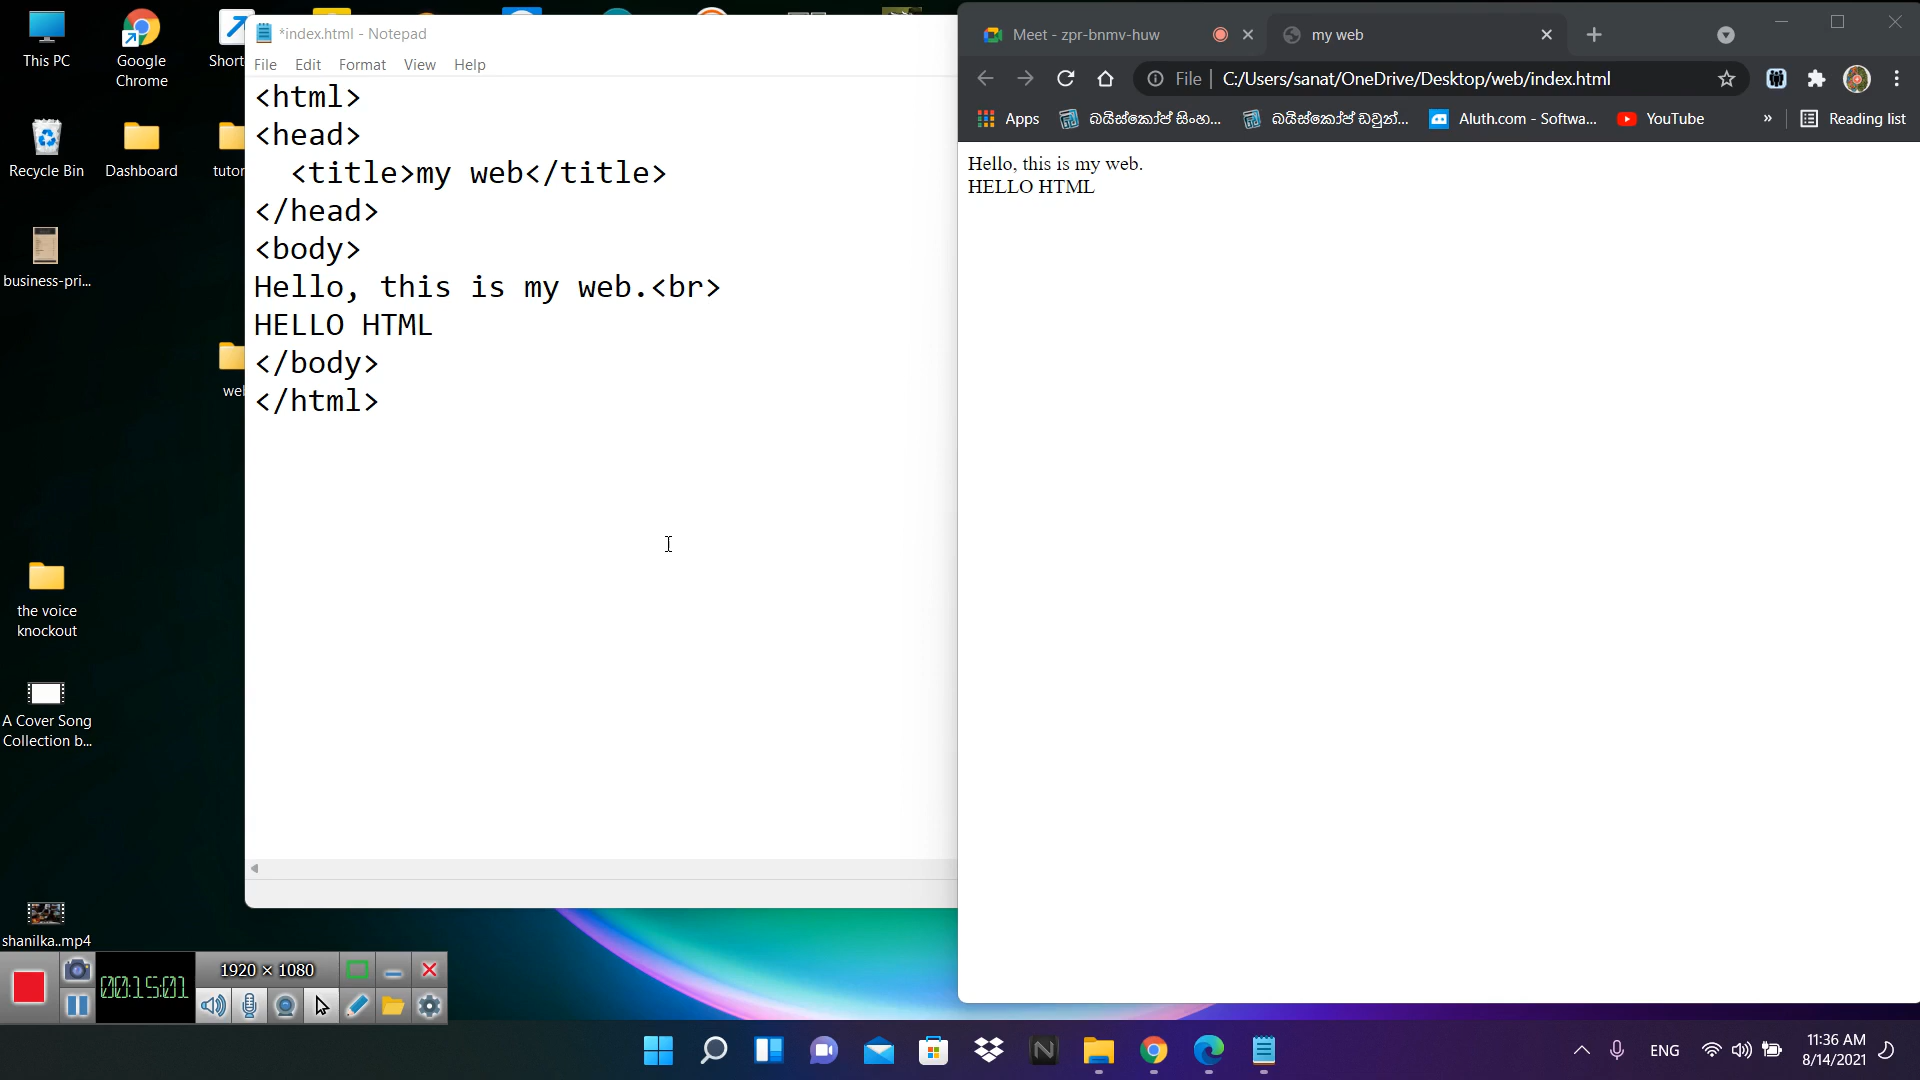 This PC
Google
Chrome
Short
Recycle Bin
Dashboard
tutor
business-pri...
we
the voice
knockout
A Cover Song
Collection b...
shanilka..mp4
*index.html - Notepad
File Edit Format View Help
<html>
<head>
<title>my web</title>
</head>
<body>
Hello, this is my web.<br>
HELLO HTML
</body>
</html>
Meet - zpr-bnmv-huw
my web
File C:/Users/sanat/OneDrive/Desktop/web/index.html
Apps බයිස්කෝප් සිංහ... බයිස්කෝප් ඩවුන්... Aluth.com - Softwa... YouTube » Reading list
Hello, this is my web.
HELLO HTML
00:15:01
1920 × 1080
ENG
11:36 AM
8/14/2021